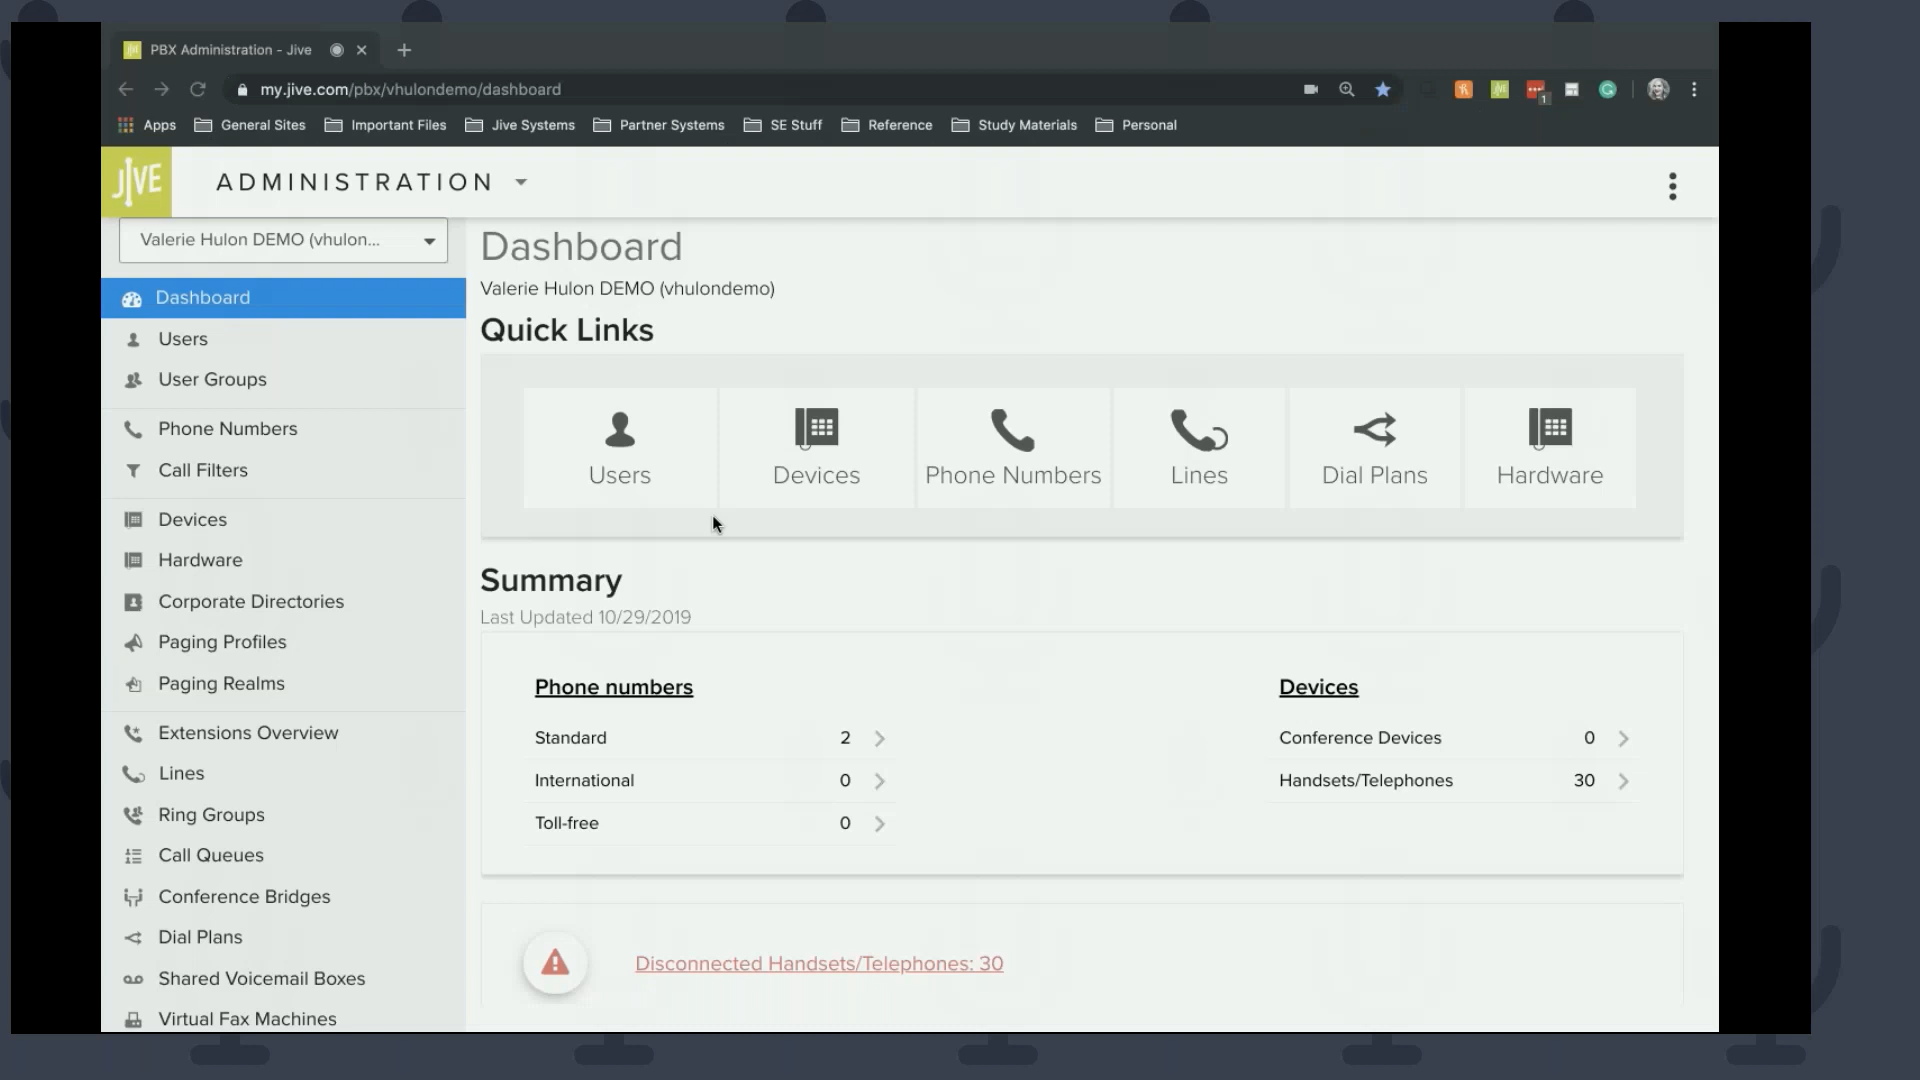 PBX Administration - Jive
my.jive.com/pbx/vhulondemo/dashboard
1
Apps
General Sites
Important Files
Jive Systems
Partner Systems
SE Stuff
Reference
Study Materials
Personal
JIVE
ADMINISTRATION
Valerie Hulon DEMO (vhulon...
Dashboard
Users
User Groups
Phone Numbers
Call Filters
Devices
Hardware
Corporate Directories
Paging Profiles
Paging Realms
Extensions Overview
Lines
Ring Groups
Call Queues
Conference Bridges
Dial Plans
Shared Voicemail Boxes
Virtual Fax Machines
Dashboard
Valerie Hulon DEMO (vhulondemo)
Quick Links
Users
Devices
Phone Numbers
Lines
Dial Plans
Hardware
Summary
Last Updated 10/29/2019
Phone numbers
Standard 2
International 0
Toll-free 0
Devices
Conference Devices 0
Handsets/Telephones 30
Disconnected Handsets/Telephones: 30